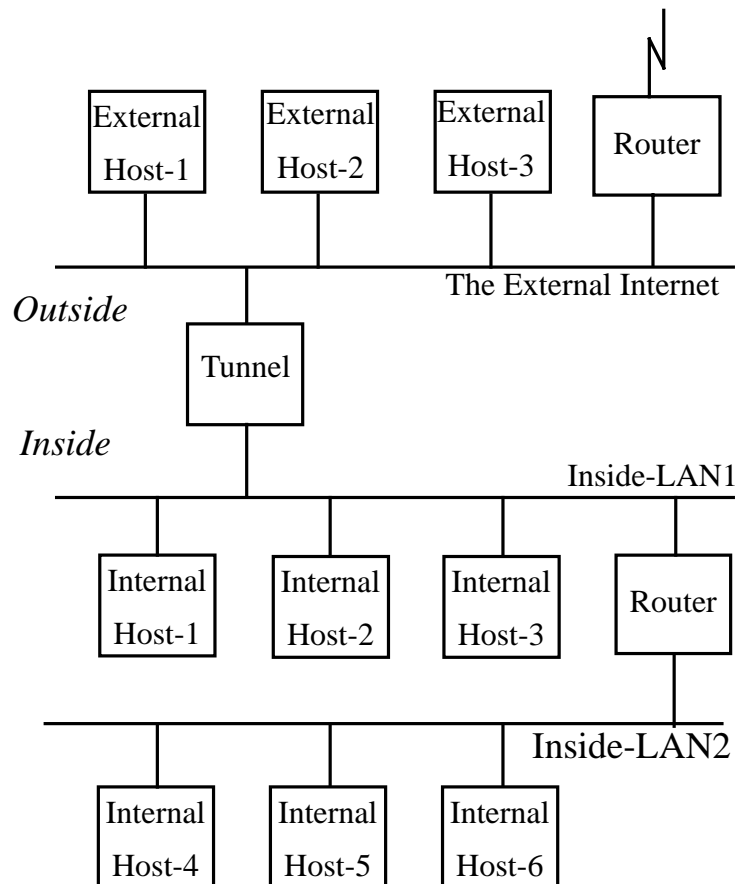 External
Host-1
External
Host-2
External
Host-3
Router
The External Internet
Outside
Tunnel
Inside
Inside-LAN1
Internal
Host-1
Internal
Host-2
Internal
Host-3
Router
Inside-LAN2
Internal
Host-4
Internal
Host-5
Internal
Host-6